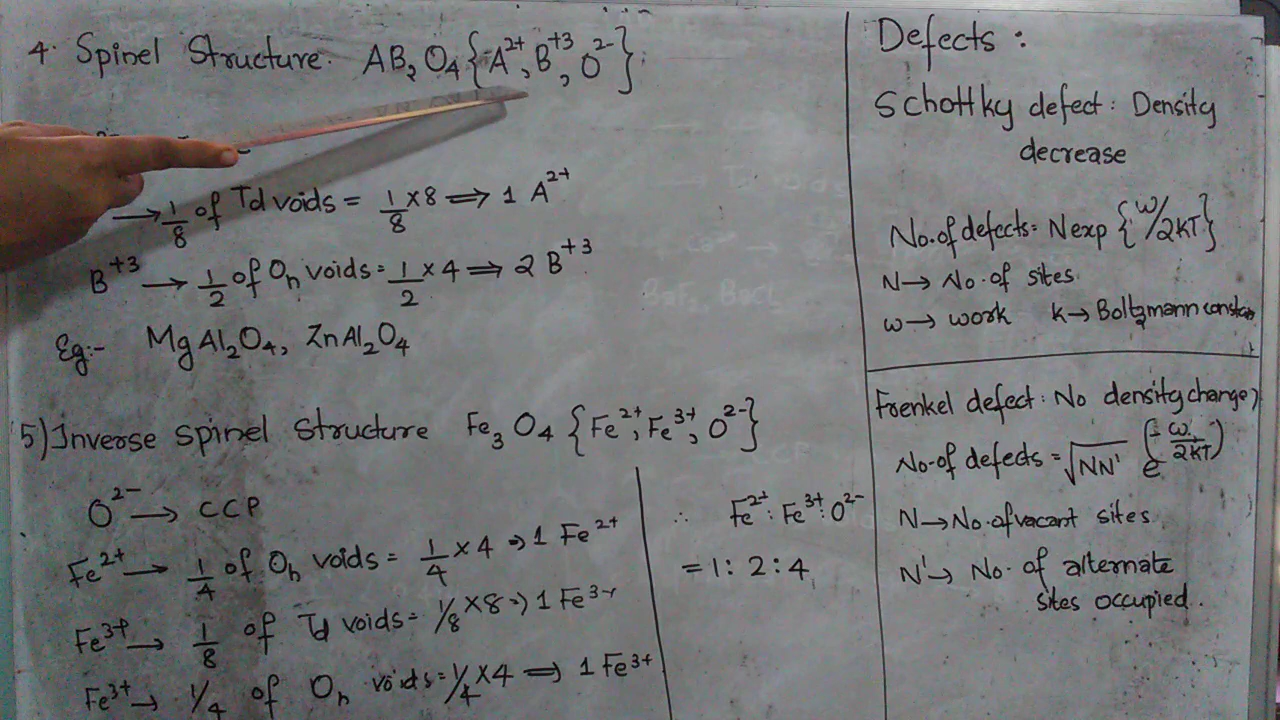 4. Spinel Structure. AB₂O₄{A²⁺, B⁺³, O²⁻}
→ 1/8 of Td voids = 1/8 × 8 ⟹ 1 A²⁺
B⁺³ → 1/2 of Oh voids = 1/2 × 4 ⟹ 2 B⁺³
Eg:- MgAl₂O₄, ZnAl₂O₄
5) Inverse spinel structure Fe₃O₄ {Fe²⁺, Fe³⁺, O²⁻}
O²⁻ → CCP
Fe²⁺ → 1/4 of Oh voids = 1/4 × 4 ⇒ 1 Fe²⁺
Fe³⁺ → 1/8 of Td voids = 1/8 × 8 ⇒ 1 Fe³⁺
Fe³⁺ → 1/4 of Oh voids = 1/4 × 4 ⟹ 1 Fe³⁺
∴ Fe²⁺ : Fe³⁺ : O²⁻
= 1 : 2 : 4
Defects :
Schottky defect : Density
decrease
No. of defects = N exp {w/2KT}
N → No. of sites
w → work k → Boltzmann constan
Frenkel defect : No density change)
No. of defects = √NN' e^(-w/2KT)
N → No. of vacant sites
N' → No. of alternate
sites occupied.